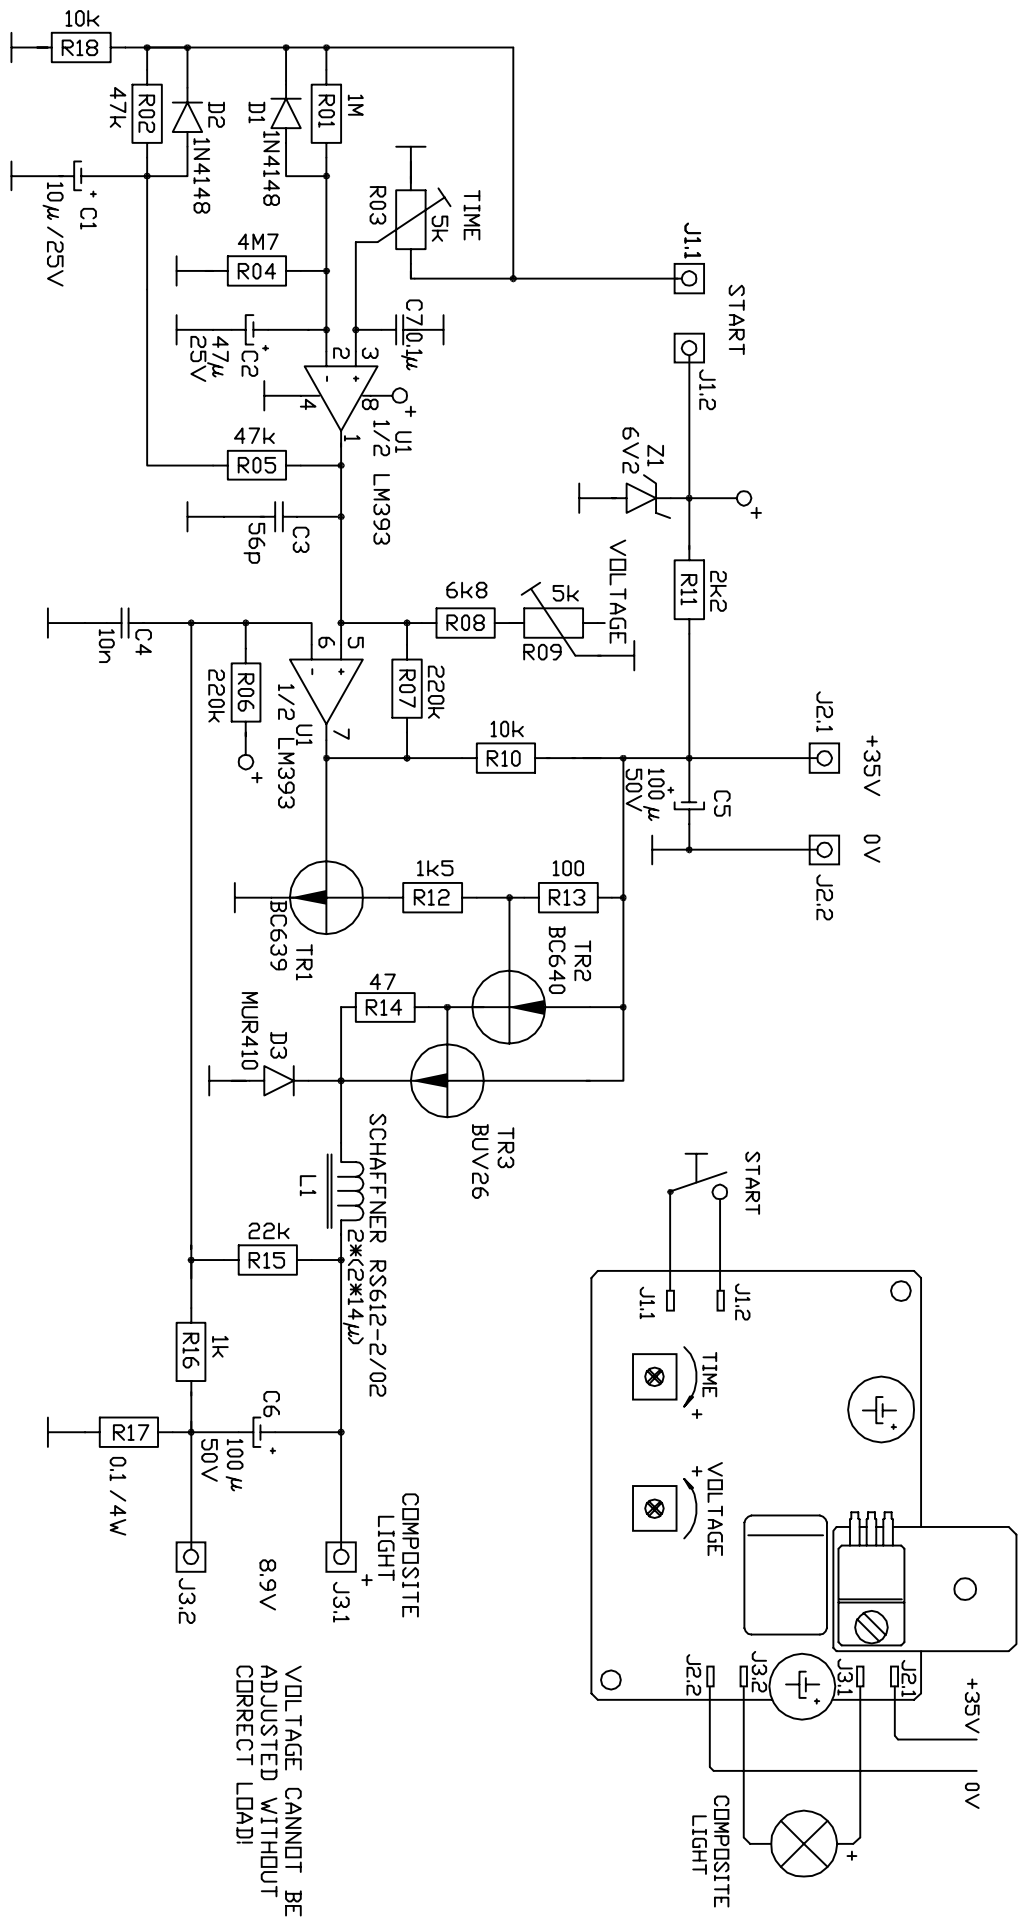 10k
R18
R02
47k
D2
1N4148
D1
1N4148
R01
1M
+
C1
10μ/25V
TIME
5k
R03
4M7
R04
J1.1
START
J1.2
C7
0.1μ
C2
+
47μ
25V
2
3
-
+
4
8
+
1
U1
1/2 LM393
47k
R05
C3
56p
Z1
6V2
+
R11
2k2
VOLTAGE
6k8
R08
5k
R09
C4
10n
R06
220k
+
6
5
-
+
7
U1
1/2 LM393
R07
220k
10k
R10
J2.1
+35V
C5
+
100μ
50V
0V
J2.2
1k5
R12
100
R13
TR1
BC639
TR2
BC640
47
R14
D3
MUR410
TR3
BUV26
SCHAFFNER RS612-2/02
2*(2*14μ)
L1
22k
R15
R16
1k
C6
+
100μ
50V
R17
0.1/4W
COMPOSITE
LIGHT
+
J3.1
8.9V
J3.2
VOLTAGE CANNOT BE
ADJUSTED WITHOUT
CORRECT LOAD!
START
J1.2
J1.1
TIME
+
VOLTAGE
+
+
+
J2.1
J3.1
J3.2
J2.2
+35V
0V
COMPOSITE
LIGHT
+